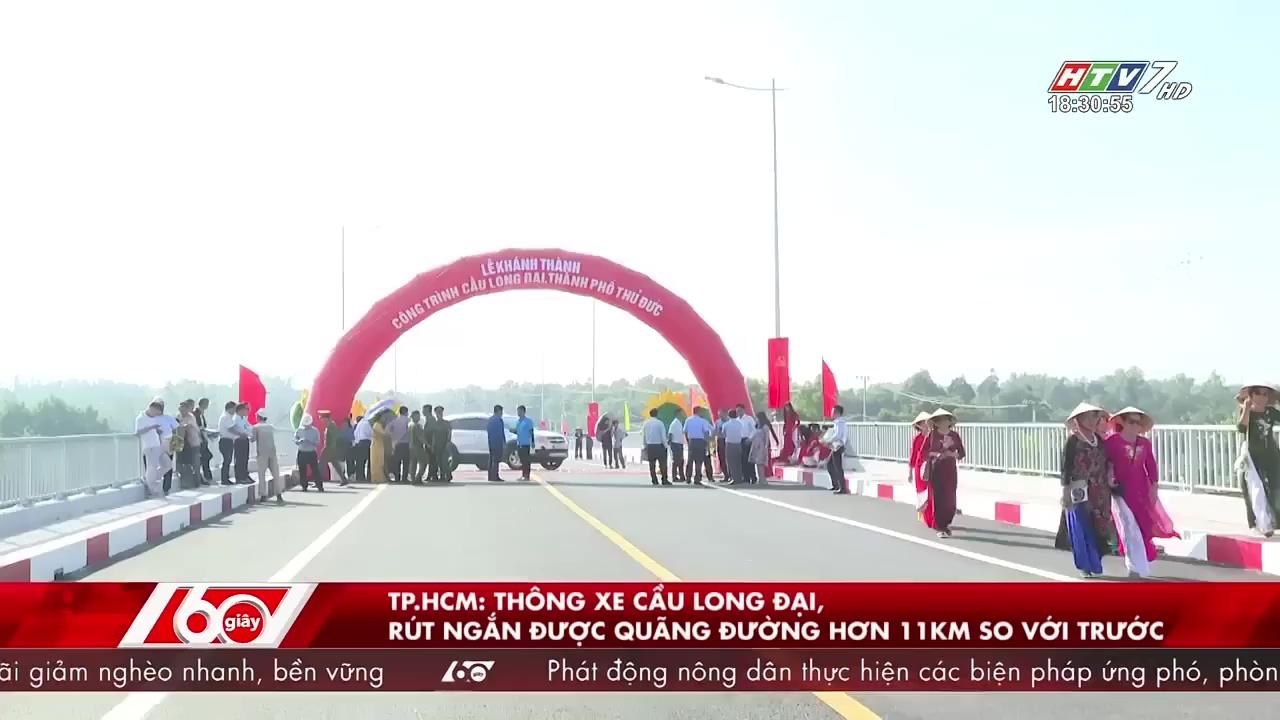 HTV7 HD
18:30:55
LỄ KHÁNH THÀNH
CÔNG TRÌNH CẦU LONG ĐẠI, THÀNH PHỐ THỦ ĐỨC
60 giây
TP.HCM: THÔNG XE CẦU LONG ĐẠI,
RÚT NGẮN ĐƯỢC QUÃNG ĐƯỜNG HƠN 11KM SO VỚI TRƯỚC
ãi giảm nghèo nhanh, bền vững 60 giây Phát động nông dân thực hiện các biện pháp ứng phó, phòn